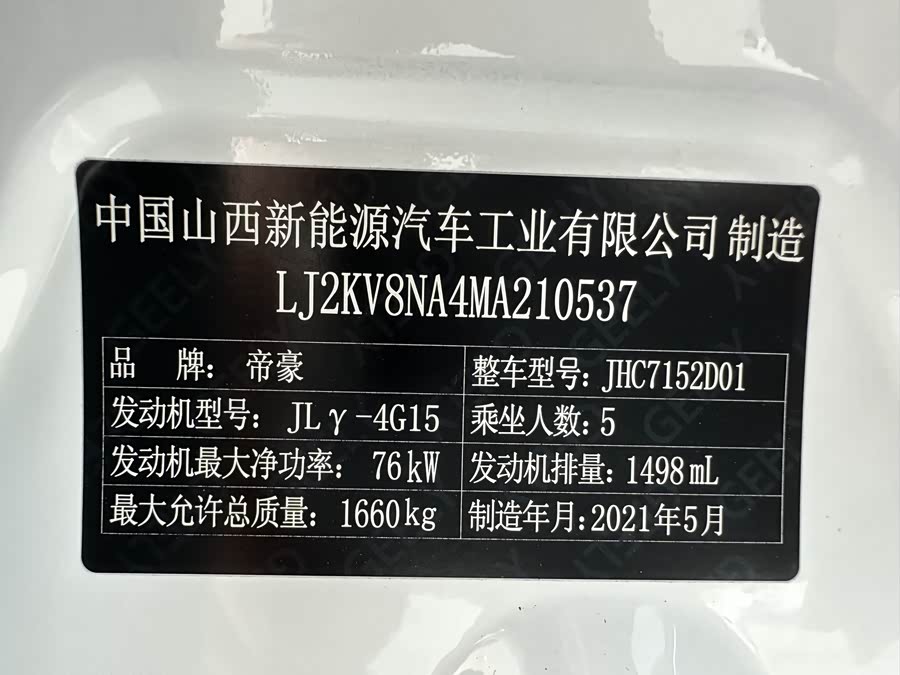 中国山西新能源汽车工业有限公司制造
LJ2KV8NA4MA210537
品 牌：帝豪 整车型号：JHC7152D01
发动机型号：JLγ-4G15 乘坐人数：5
发动机最大净功率：76kW 发动机排量：1498mL
最大允许总质量：1660kg 制造年月：2021年5月